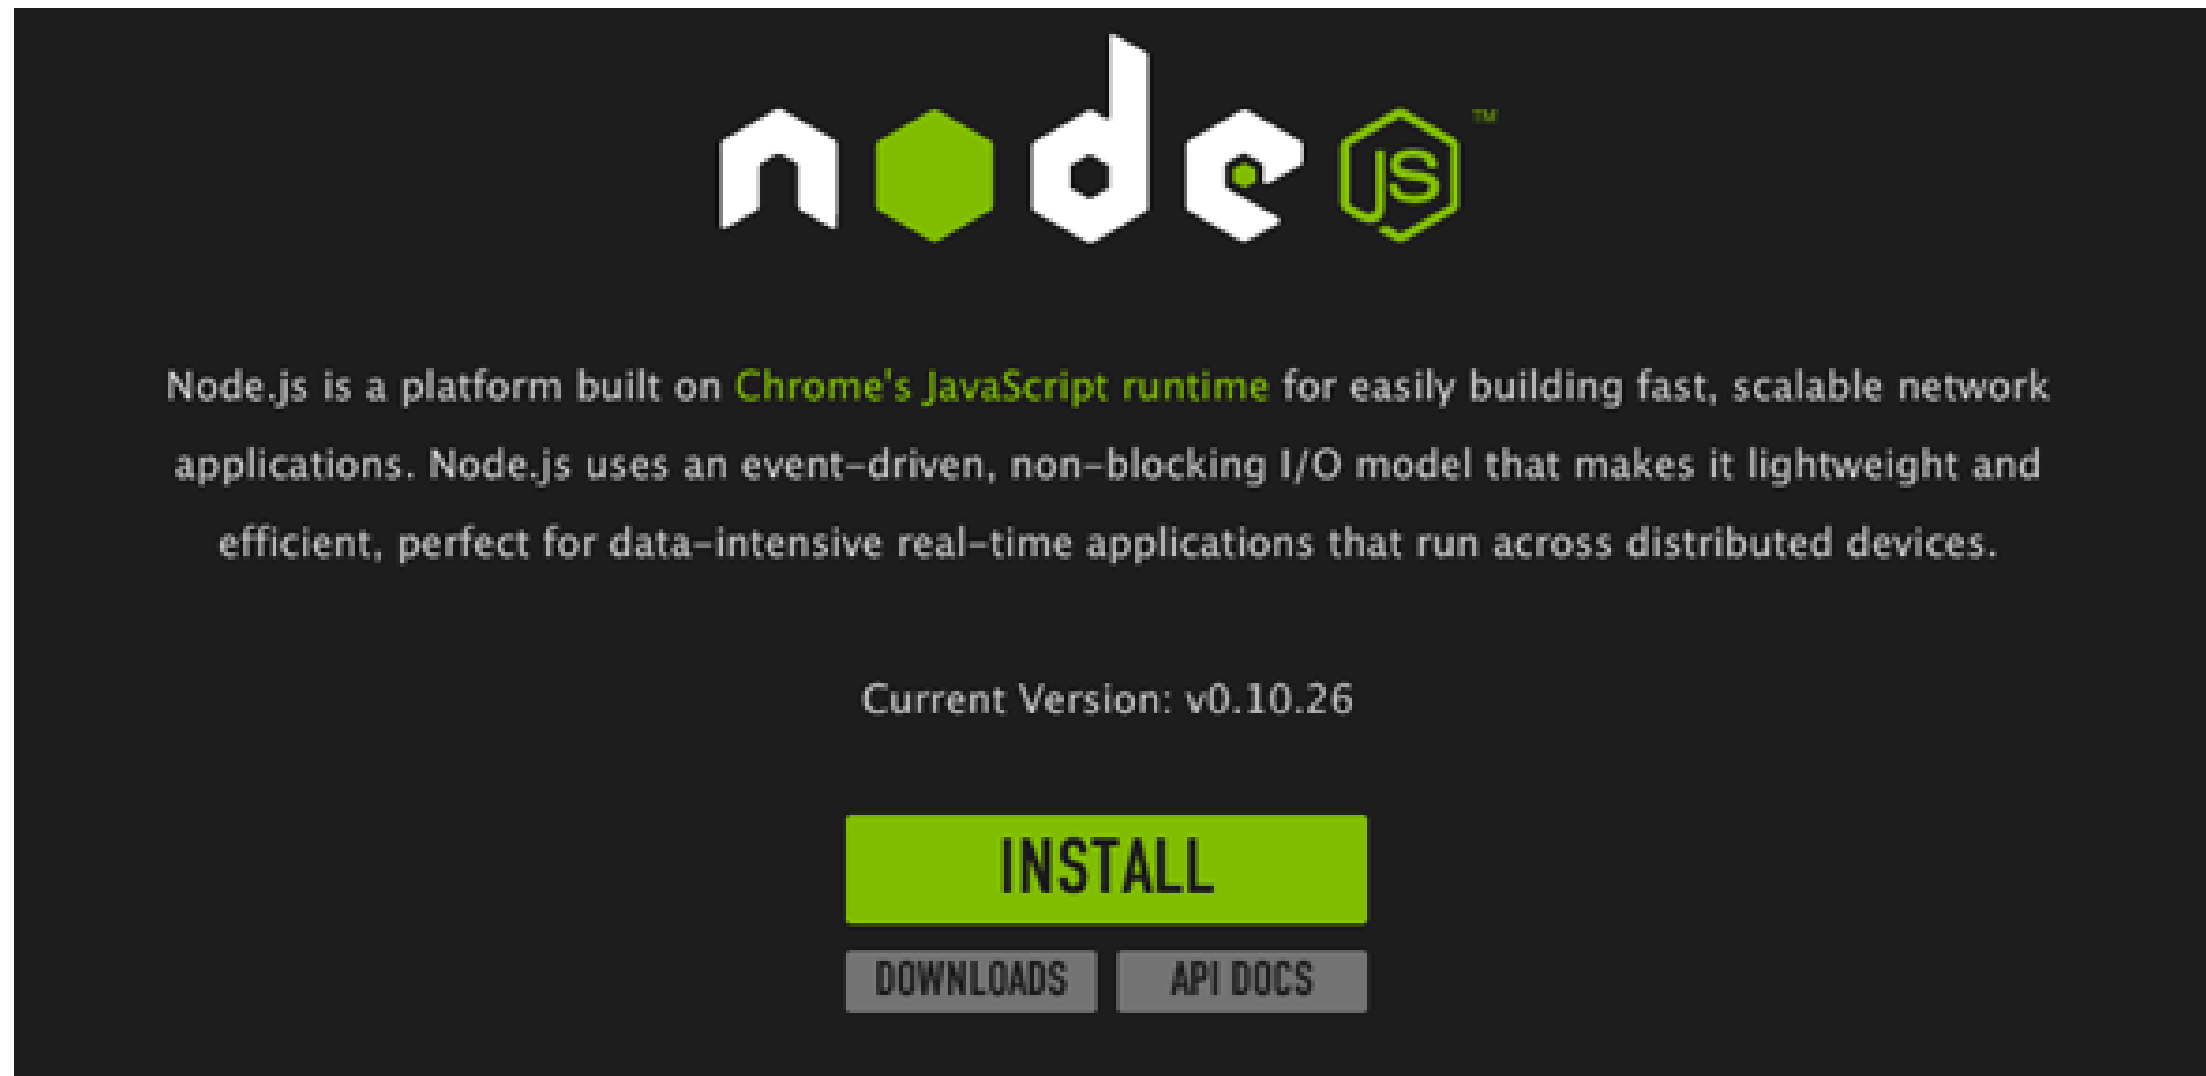 node JS ™
Node.js is a platform built on Chrome's JavaScript runtime for easily building fast, scalable network
applications. Node.js uses an event-driven, non-blocking I/O model that makes it lightweight and
efficient, perfect for data-intensive real-time applications that run across distributed devices.
Current Version: v0.10.26
INSTALL
DOWNLOADS API DOCS